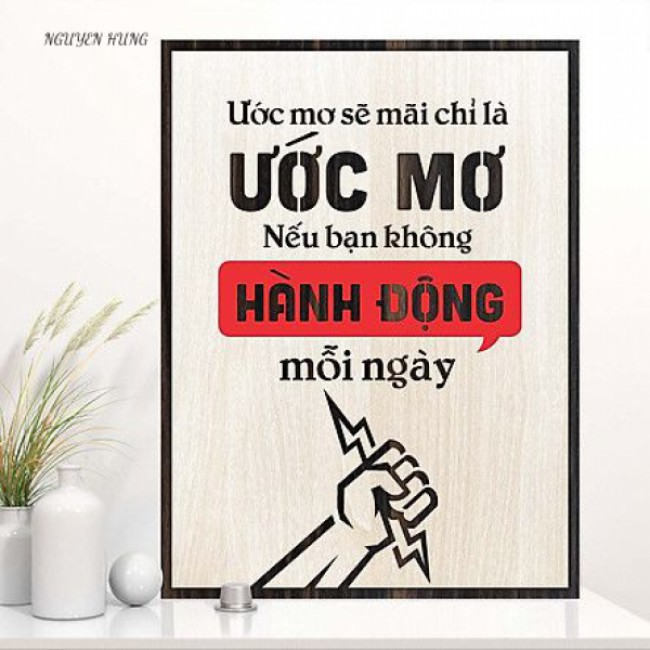 NGUYEN HUNG
Ước mơ sẽ mãi chỉ là
ƯỚC MƠ
Nếu bạn không
HÀNH ĐỘNG
mỗi ngày